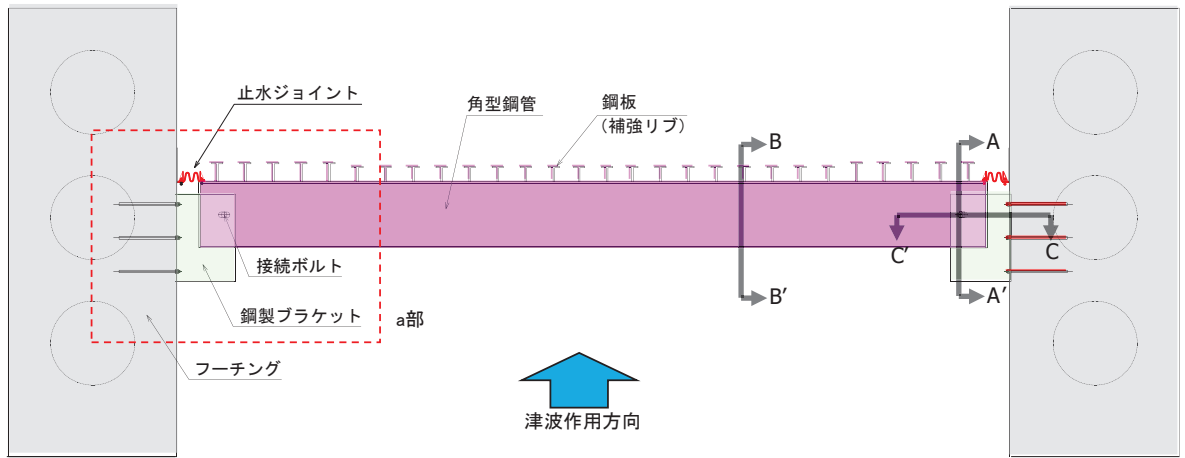 止水ジョイント
角型鋼管
鋼板
(補強リブ)
B
A
接続ボルト
C′
C
鋼製ブラケット
a部
B′
A′
フーチング
津波作用方向